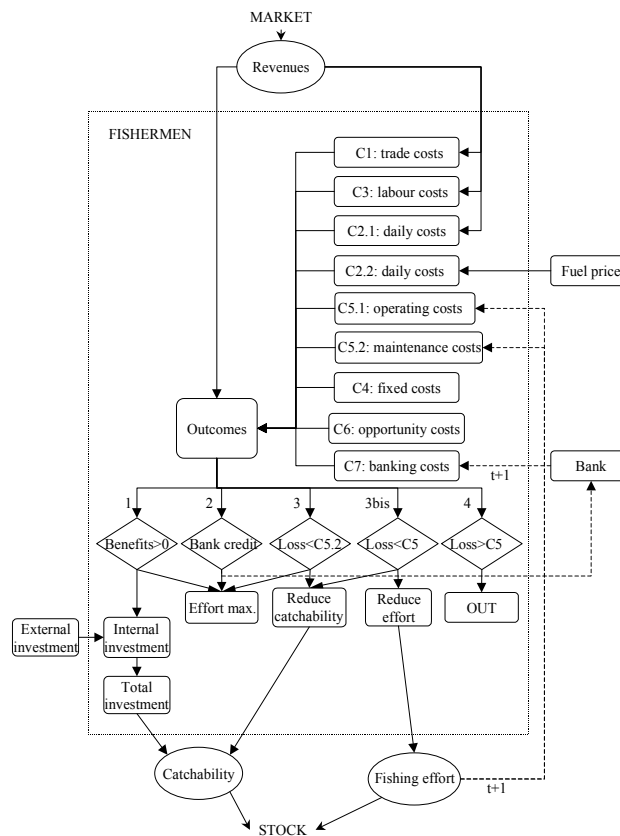 MARKET
Revenues
FISHERMEN
C1: trade costs
C3: labour costs
C2.1: daily costs
C2.2: daily costs
Fuel price
C5.1: operating costs
C5.2: maintenance costs
C4: fixed costs
Outcomes
C6: opportunity costs
C7: banking costs
t+1
Bank
1
2
3
3bis
4
Benefits>0
Bank credit
Loss<C5.2
Loss<C5
Loss>C5
Effort max.
Reduce
catchability
Reduce
effort
OUT
External
investment
Internal
investment
Total
investment
Catchability
Fishing effort
t+1
STOCK